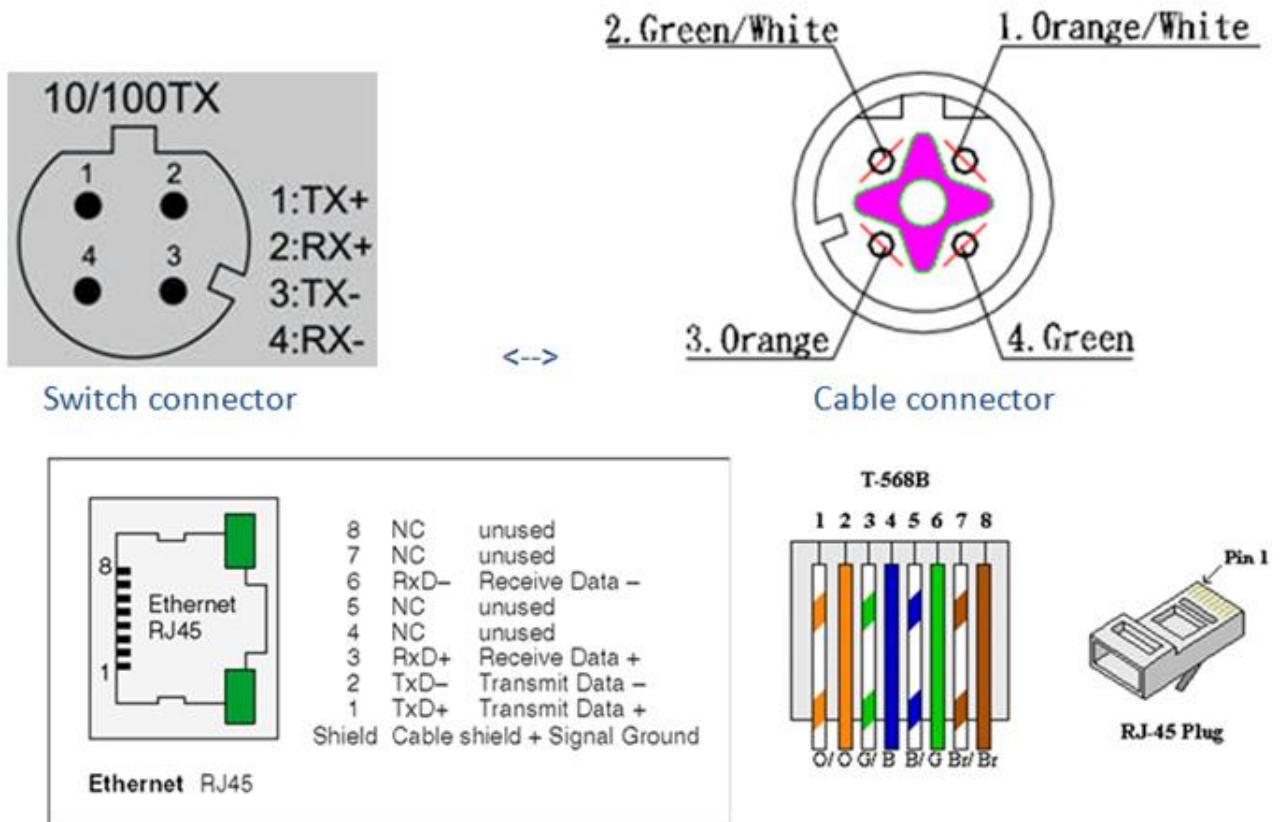 2.Green/White
1.Orange/White
10/100TX
1
2
4
3
1:TX+
2:RX+
3:TX-
4:RX-
3.Orange
4.Green
<-->
Switch connector
Cable connector
8 NC unused
7 NC unused
6 RxD– Receive Data –
5 NC unused
4 NC unused
3 RxD+ Receive Data +
2 TxD– Transmit Data –
1 TxD+ Transmit Data +
Shield Cable shield + Signal Ground
8
Ethernet
RJ45
1
Ethernet RJ45
T-568B
1 2 3 4 5 6 7 8
O/ O G/ B B/ G Br/ Br
Pin 1
RJ-45 Plug